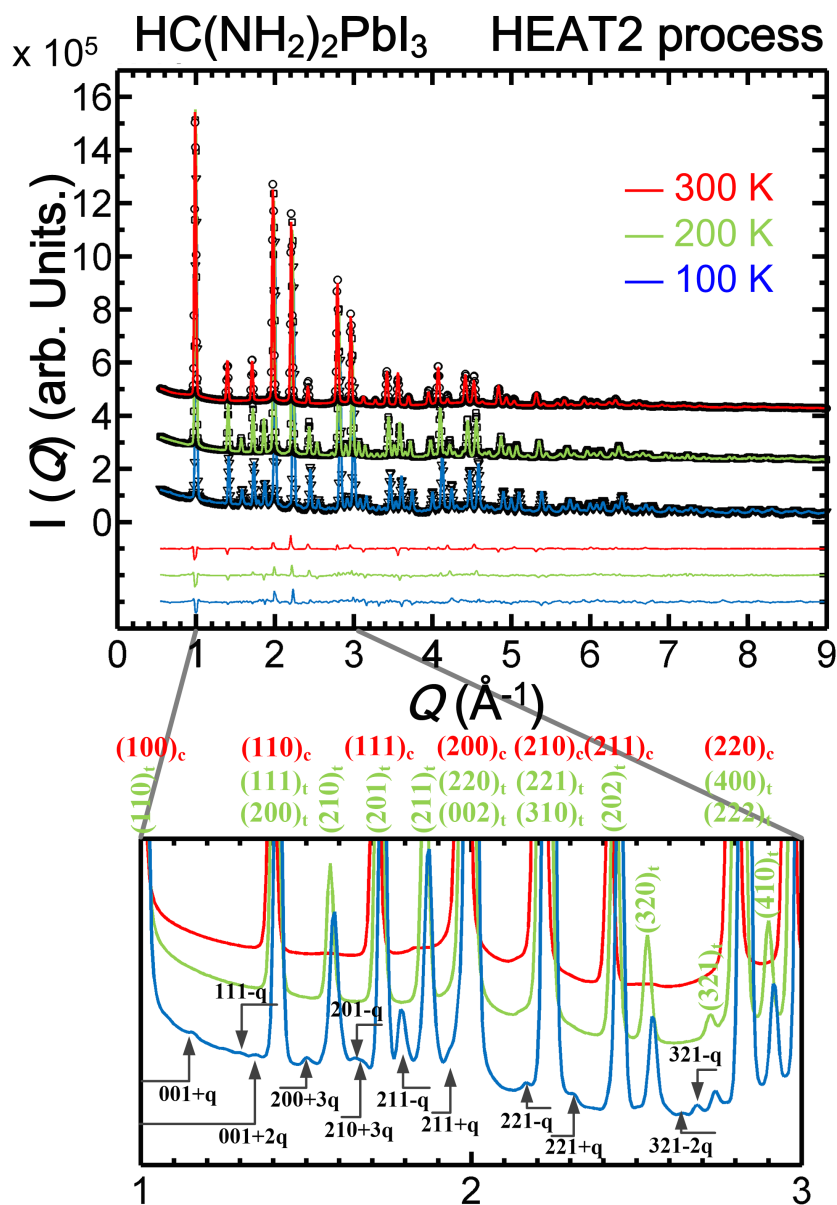 HC(NH₂)₂PbI₃ HEAT2 process
x 10⁵
16
14
12
10
8
6
4
2
0
I (Q) (arb. Units.)
300 K
200 K
100 K
0 1 2 3 4 5 6 7 8 9
Q (Å⁻¹)
(100)c (110)c (111)c (200)c (210)c (211)c (220)c
(110)t (111)t (210)t (201)t (211)t (220)t (221)t (202)t (400)t
(200)t (002)t (310)t (222)t
(320)t
(321)t
(410)t
111-q
201-q
321-q
001+q
200+3q
211-q
221-q
001+2q
210+3q
211+q
221+q
321-2q
1 2 3